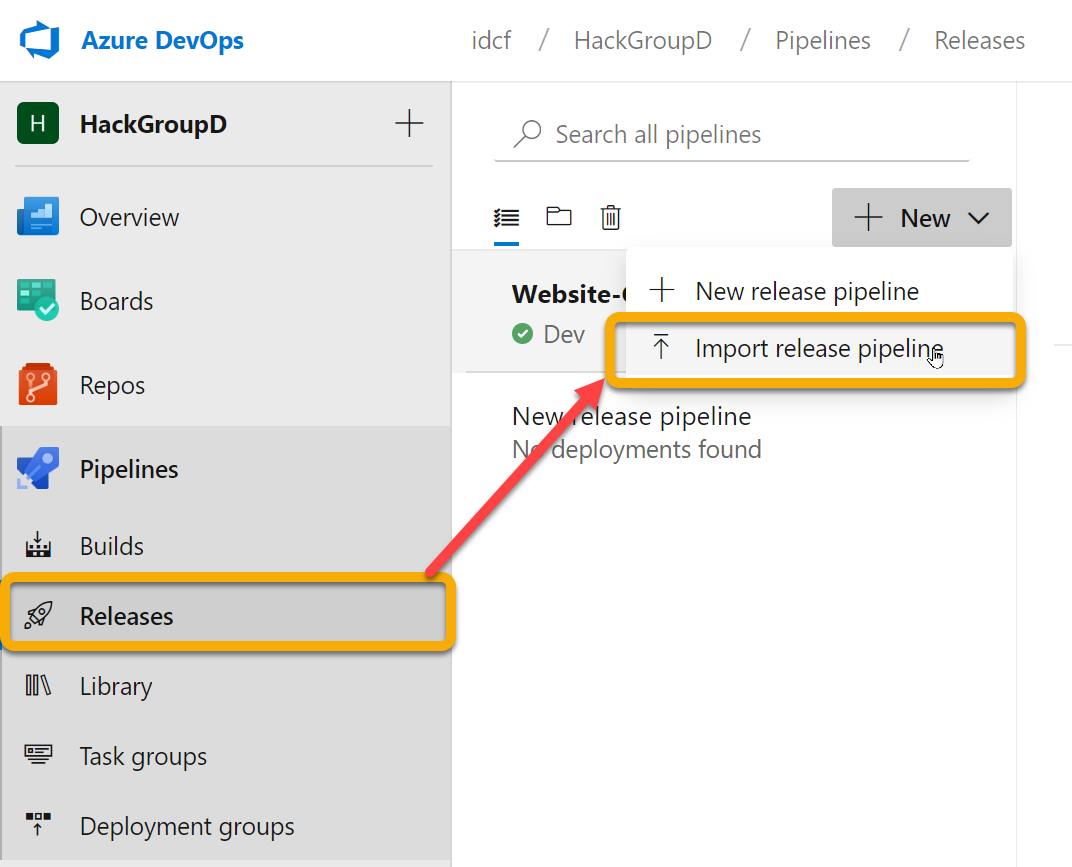 Azure DevOps
idcf / HackGroupD / Pipelines / Releases
H HackGroupD
Search all pipelines
New
Overview
Boards
Repos
Pipelines
Builds
Releases
Library
Task groups
Deployment groups
New release pipeline
Import release pipeline
Website-
Dev
New release pipeline
No deployments found